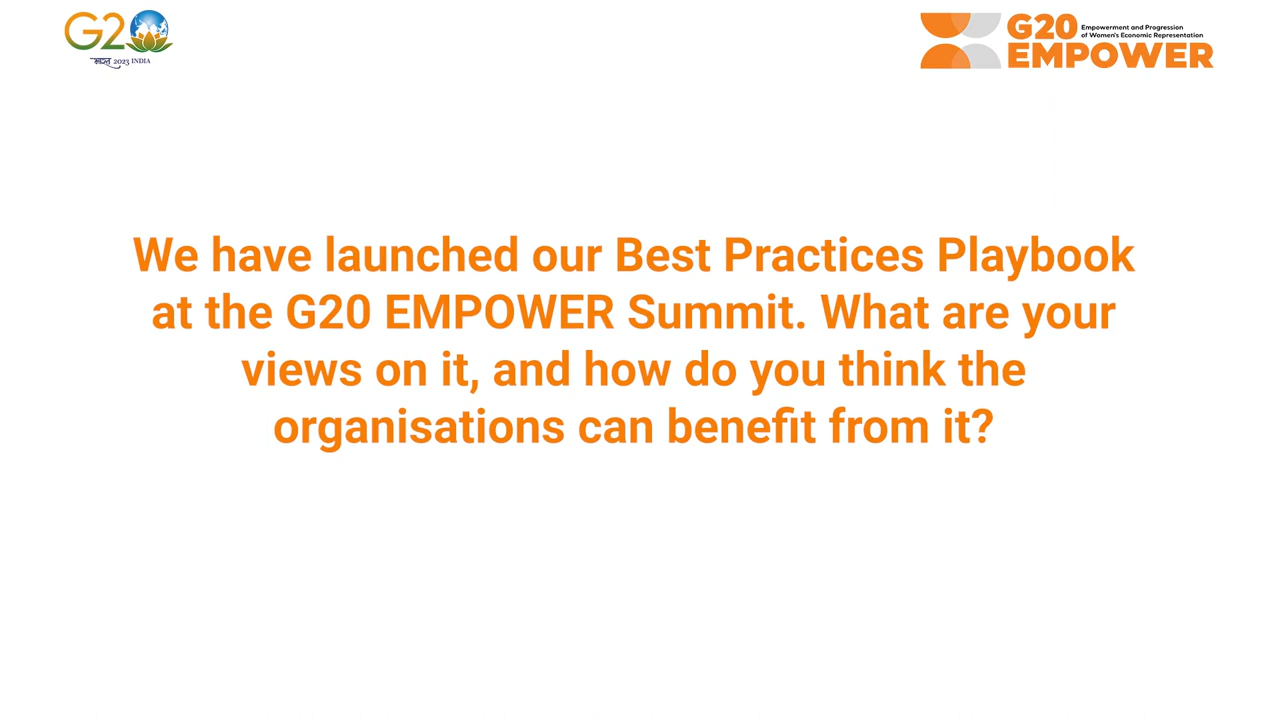 G20
भारत 2023 INDIA
G20
EMPOWER
Empowerment and Progression
of Women's Economic Representation
We have launched our Best Practices Playbook
at the G20 EMPOWER Summit. What are your
views on it, and how do you think the
organisations can benefit from it?